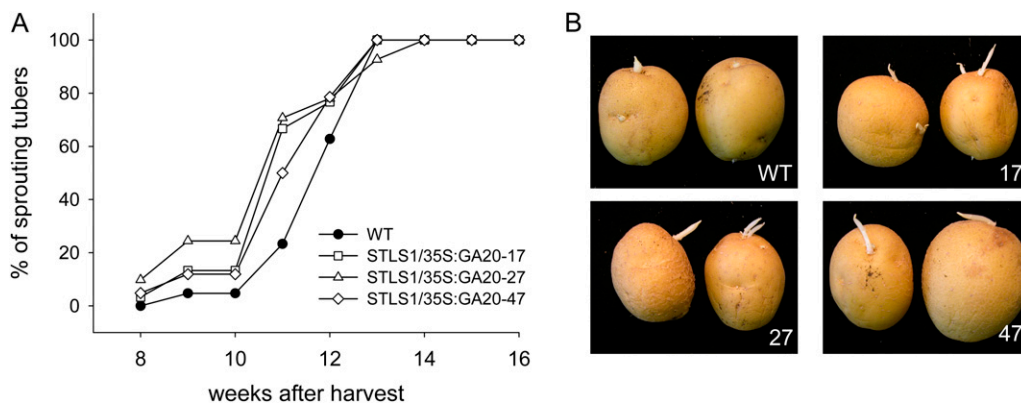 A
% of sprouting tubers
100
80
60
40
20
0
WT
STLS1/35S:GA20-17
STLS1/35S:GA20-27
STLS1/35S:GA20-47
8 10 12 14 16
weeks after harvest
B
WT
17
27
47